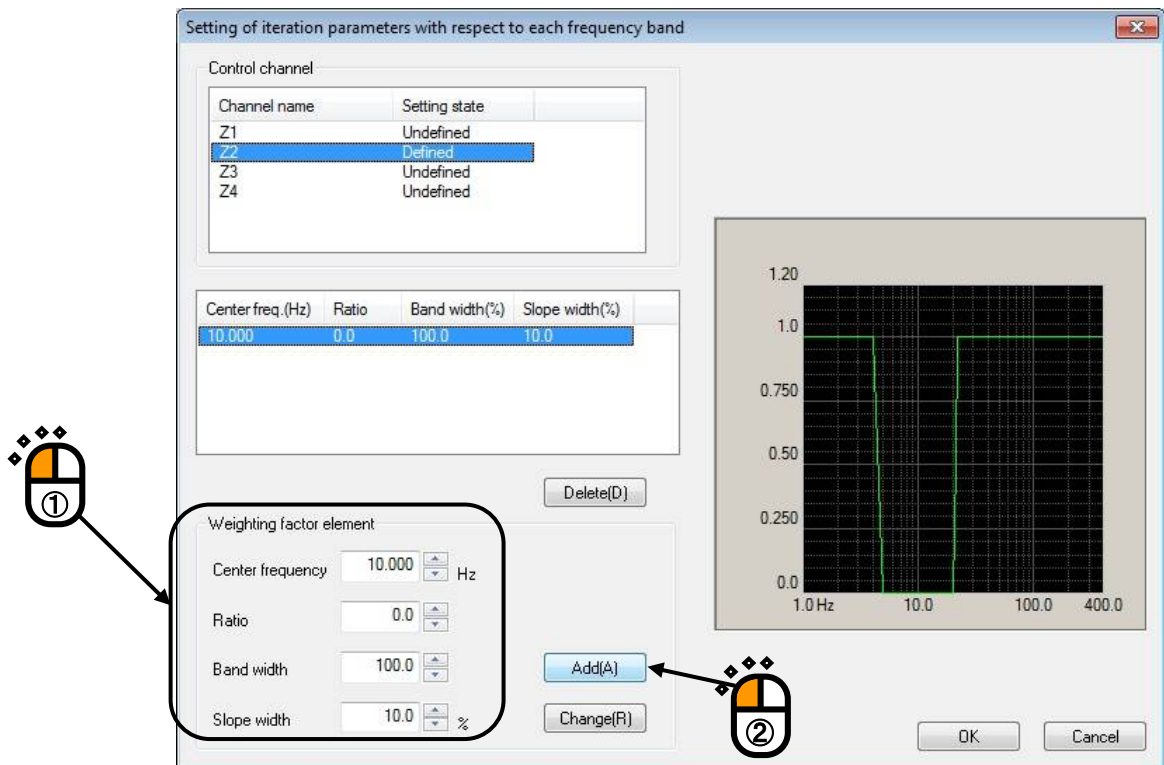 Setting of iteration parameters with respect to each frequency band
Control channel
Channel name Setting state
Z1 Undefined
Z2 Defined
Z3 Undefined
Z4 Undefined
Center freq.(Hz) Ratio Band width(%) Slope width(%)
10.000 0.0 100.0 10.0
Delete(D)
Weighting factor element
Center frequency 10.000 Hz
Ratio 0.0
Band width 100.0
Slope width 10.0 %
Add(A)
Change(R)
①
②
1.20
1.0
0.750
0.50
0.250
0.0
1.0 Hz 10.0 100.0 400.0
OK Cancel